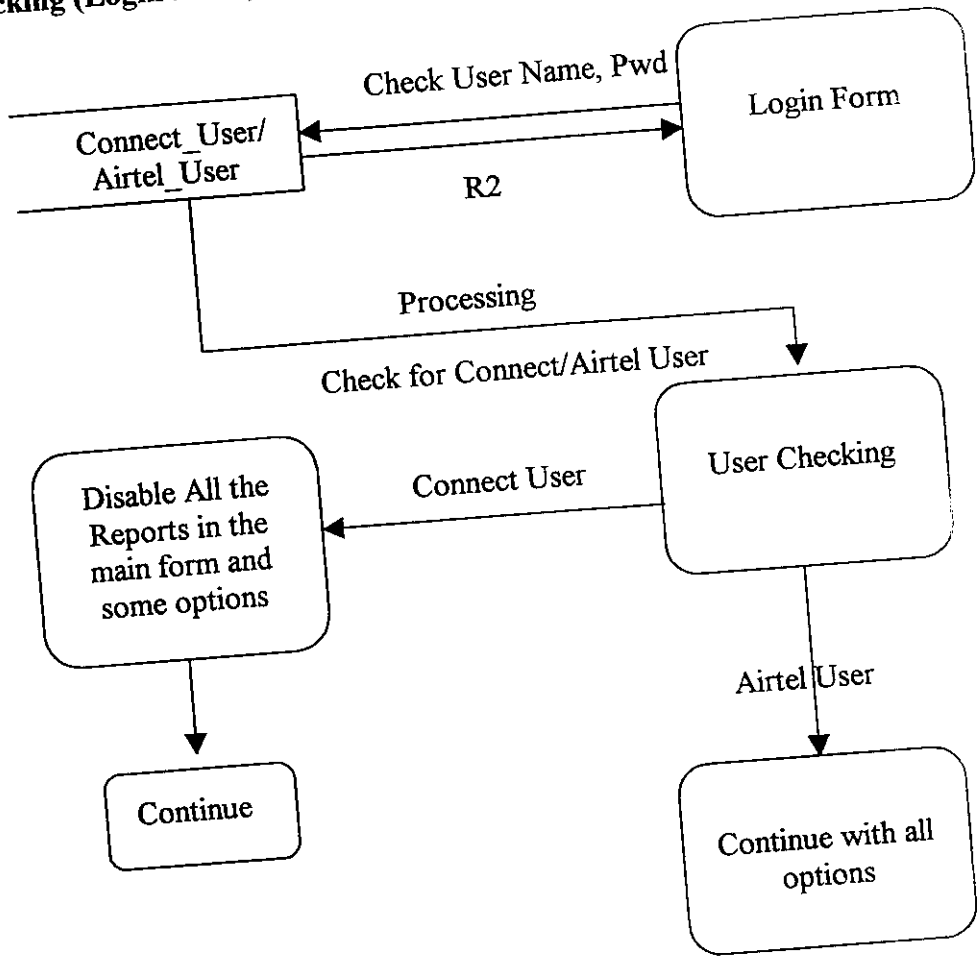 Check User Name, Pwd
Login Form
Connect_User/
Airtel_User
R2
Processing
Check for Connect/Airtel User
User Checking
Connect User
Disable All the
Reports in the
main form and
some options
Airtel User
Continue
Continue with all
options